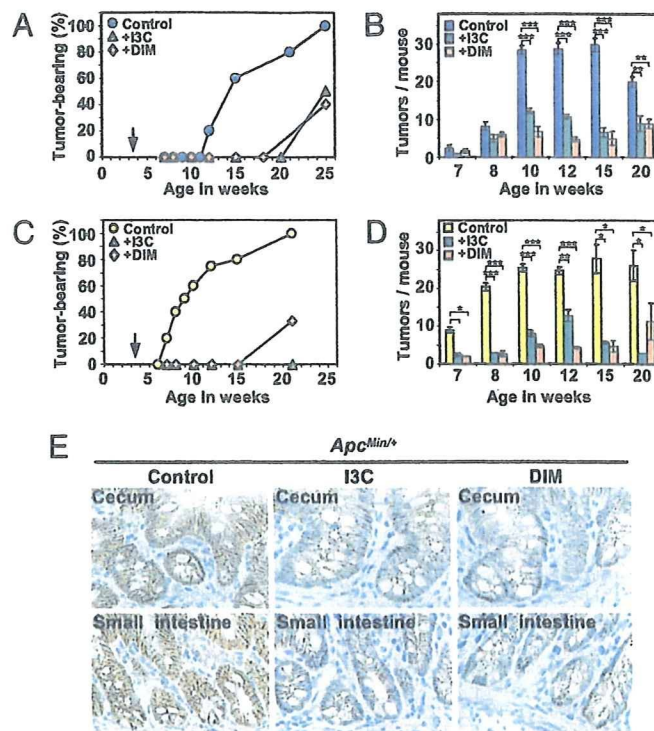 A
Tumor-bearing (%)
100
80
60
40
20
0
Control
+I3C
+DIM
0 5 10 15 20 25
Age in weeks
B
Tumors / mouse
30
20
10
0
Control
+I3C
+DIM
*** *** *** **
*** *** *** **
7 8 10 12 15 20
Age in weeks
C
Tumor-bearing (%)
100
80
60
40
20
0
Control
+I3C
+DIM
0 5 10 15 20 25
Age in weeks
D
Tumors / mouse
30
20
10
0
Control
+I3C
+DIM
* *** *** *** * *
* *** *** ** * *
7 8 10 12 15 20
Age in weeks
E
Apc^Min/+
Control I3C DIM
Cecum Cecum Cecum
Small intestine Small intestine Small intestine